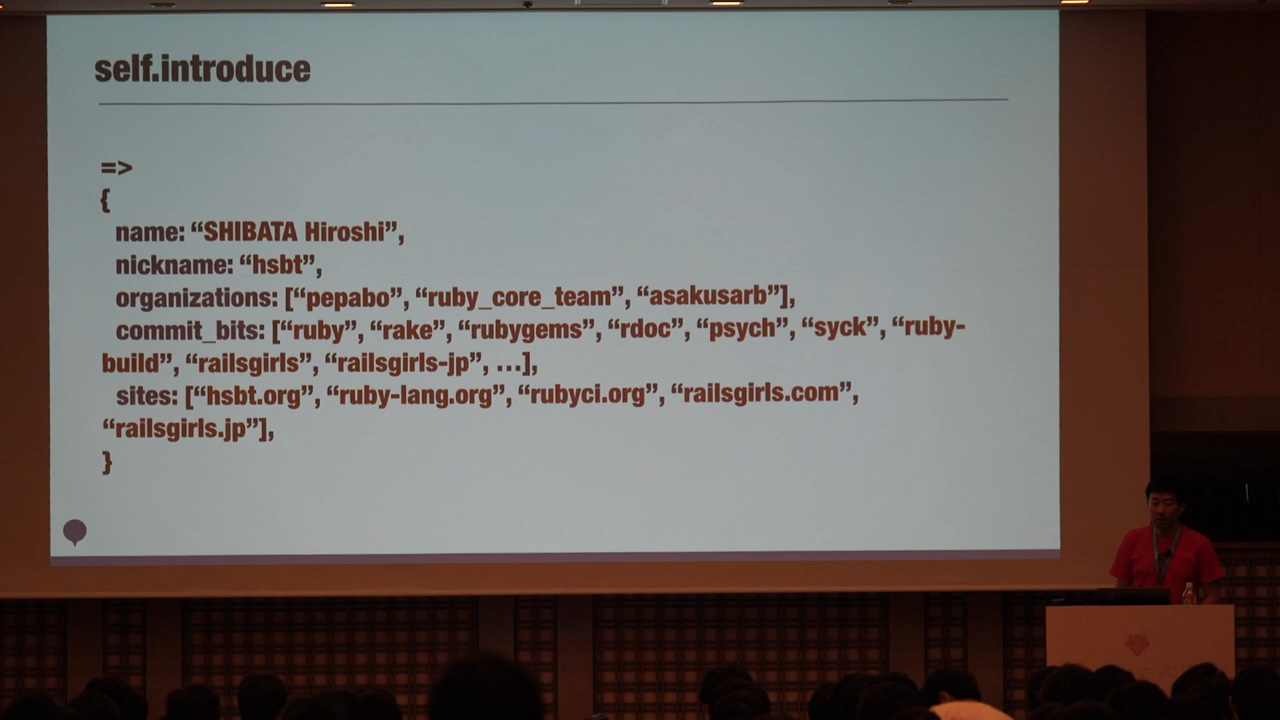 self.introduce
=>
{
name: “SHIBATA Hiroshi”,
nickname: “hsbt”,
organizations: [“pepabo”, “ruby_core_team”, “asakusarb”],
commit_bits: [“ruby”, “rake”, “rubygems”, “rdoc”, “psych”, “syck”, “ruby-
build”, “railsgirls”, “railsgirls-jp”, …],
sites: [“hsbt.org”, “ruby-lang.org”, “rubyci.org”, “railsgirls.com”,
“railsgirls.jp”],
}